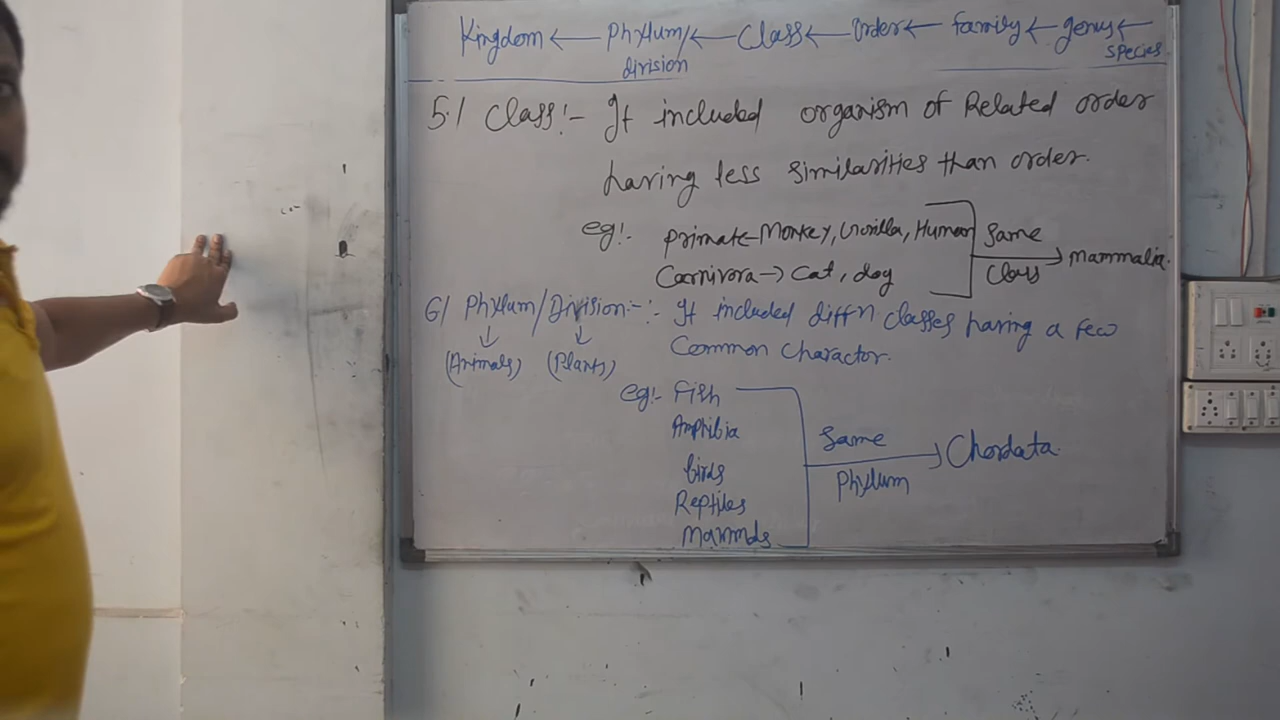 Kingdom ← Phylum/ ← Class ← Order ← family ← genus ←
division species
5/ Class:- It included organism of Related order
having less similarities than order.
eg:- primate - Monkey, Gorilla, Human Same
Carnivora → Cat, dog Class → mammalia.
6/ Phylum/Division:-:- It included diffn classes having a few
↓ ↓ Common Charactor.
(Animals) (Plants)
eg:- Fish
Amphibia Same → Chordata.
birds Phylum
Reptiles
Mammals